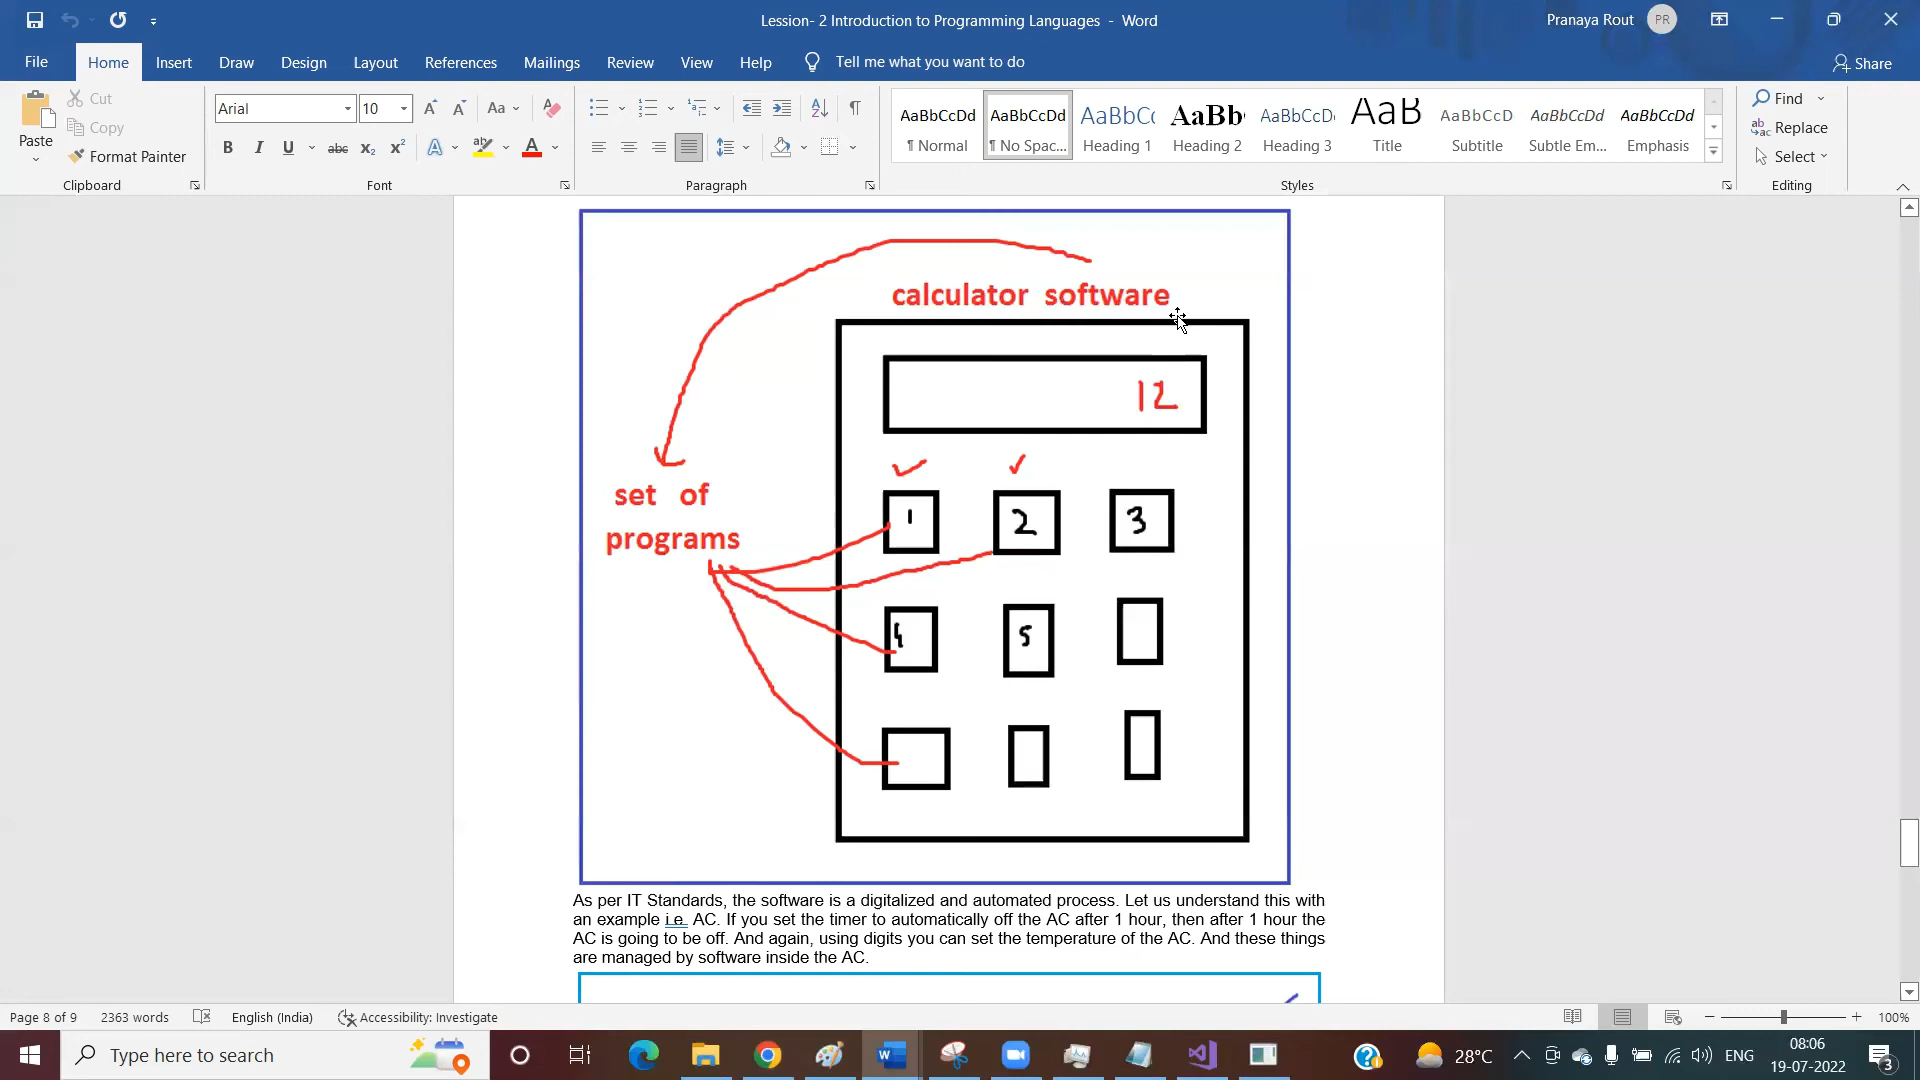 Lession- 2 Introduction to Programming Languages - Word
Pranaya Rout PR
File Home Insert Draw Design Layout References Mailings Review View Help Tell me what you want to do Share
Paste
Cut
Copy
Format Painter
Clipboard
Arial 10
Font
Paragraph
AaBbCcDd AaBbCcDd AaBbCc AaBb AaBbCcD AaB AaBbCcD AaBbCcDd AaBbCcDd
¶ Normal ¶ No Spac... Heading 1 Heading 2 Heading 3 Title Subtitle Subtle Em... Emphasis
Styles
Find
Replace
Select
Editing
calculator software
12
set of
programs
1 2 3
4 5
As per IT Standards, the software is a digitalized and automated process. Let us understand this with
an example i.e. AC. If you set the timer to automatically off the AC after 1 hour, then after 1 hour the
AC is going to be off. And again, using digits you can set the temperature of the AC. And these things
are managed by software inside the AC.
Page 8 of 9 2363 words English (India) Accessibility: Investigate 100%
Type here to search
28°C ENG
08:06
19-07-2022
3